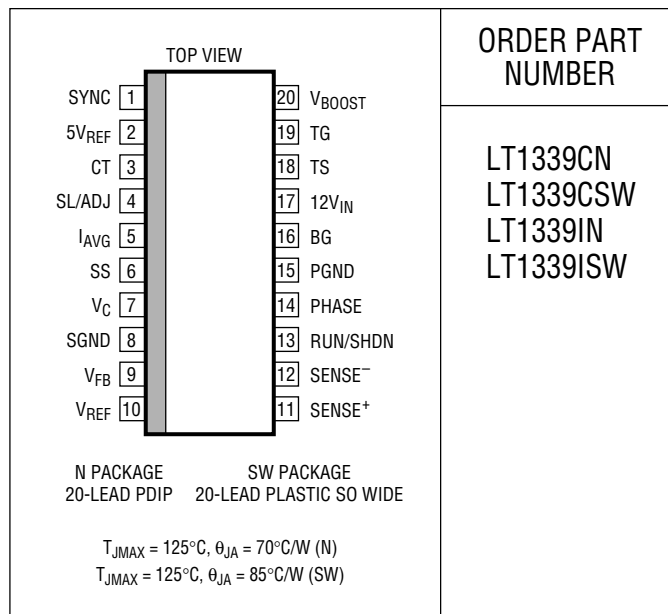 TOP VIEW
SYNC 1
5VREF 2
CT 3
SL/ADJ 4
IAVG 5
SS 6
VC 7
SGND 8
VFB 9
VREF 10
20 VBOOST
19 TG
18 TS
17 12VIN
16 BG
15 PGND
14 PHASE
13 RUN/SHDN
12 SENSE–
11 SENSE+
N PACKAGE
20-LEAD PDIP
SW PACKAGE
20-LEAD PLASTIC SO WIDE
TJMAX = 125°C, θJA = 70°C/W (N)
TJMAX = 125°C, θJA = 85°C/W (SW)
ORDER PART
NUMBER
LT1339CN
LT1339CSW
LT1339IN
LT1339ISW